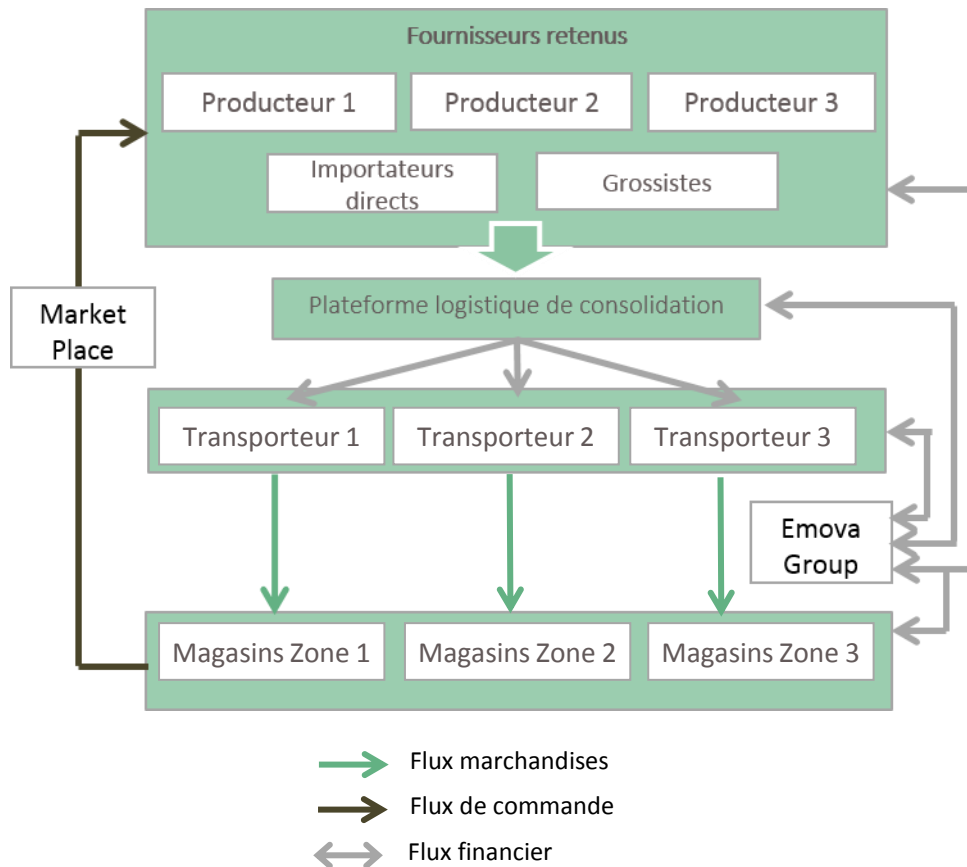 Fournisseurs retenus
Producteur 1
Producteur 2
Producteur 3
Importateurs
directs
Grossistes
Plateforme logistique de consolidation
Market
Place
Transporteur 1
Transporteur 2
Transporteur 3
Emova
Group
Magasins Zone 1
Magasins Zone 2
Magasins Zone 3
Flux marchandises
Flux de commande
Flux financier